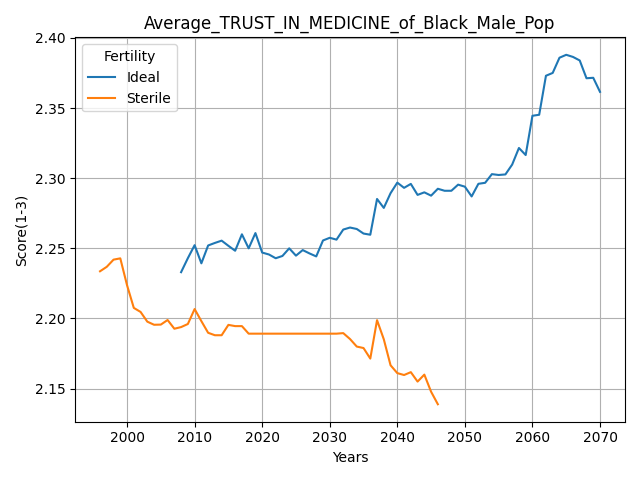 Average_TRUST_IN_MEDICINE_of_Black_Male_Pop
Fertility
Ideal
Sterile
Score(1-3)
2.40
2.35
2.30
2.25
2.20
2.15
2000 2010 2020 2030 2040 2050 2060 2070
Years